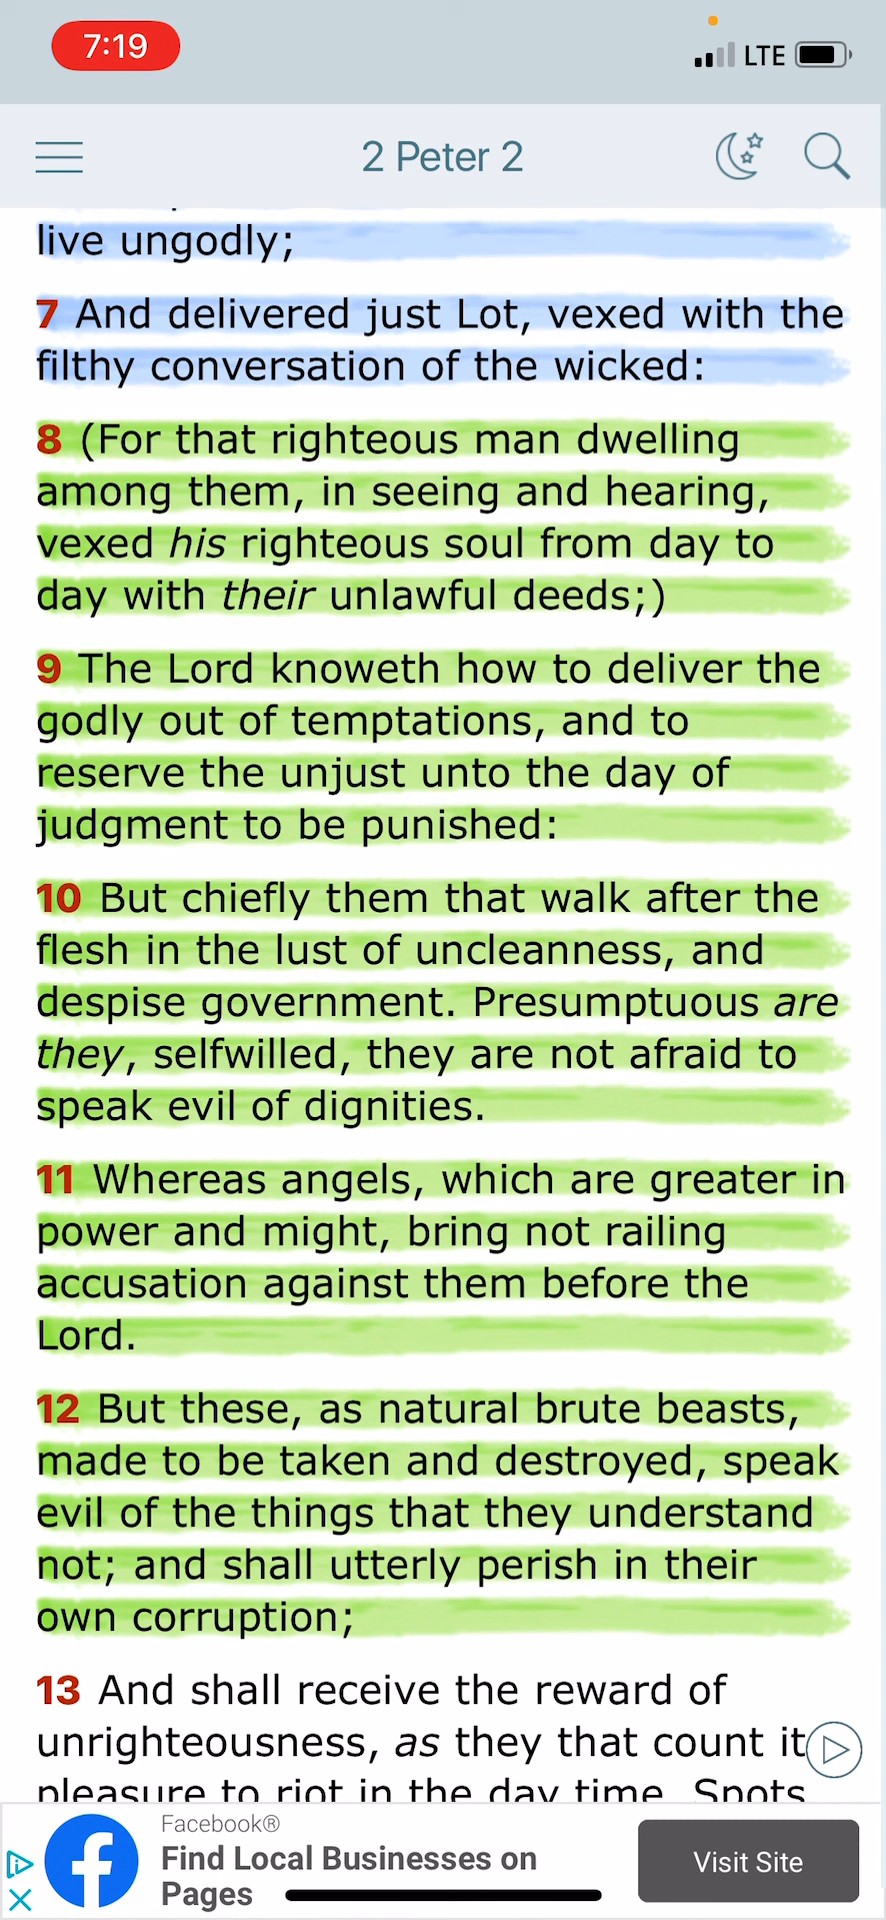 7:19
LTE
2 Peter 2
live ungodly;
7 And delivered just Lot, vexed with the
filthy conversation of the wicked:
8 (For that righteous man dwelling
among them, in seeing and hearing,
vexed his righteous soul from day to
day with their unlawful deeds;)
9 The Lord knoweth how to deliver the
godly out of temptations, and to
reserve the unjust unto the day of
judgment to be punished:
10 But chiefly them that walk after the
flesh in the lust of uncleanness, and
despise government. Presumptuous are
they, selfwilled, they are not afraid to
speak evil of dignities.
11 Whereas angels, which are greater in
power and might, bring not railing
accusation against them before the
Lord.
12 But these, as natural brute beasts,
made to be taken and destroyed, speak
evil of the things that they understand
not; and shall utterly perish in their
own corruption;
13 And shall receive the reward of
unrighteousness, as they that count it
pleasure to riot in the day time. Spots
Facebook®
Find Local Businesses on
Pages
Visit Site